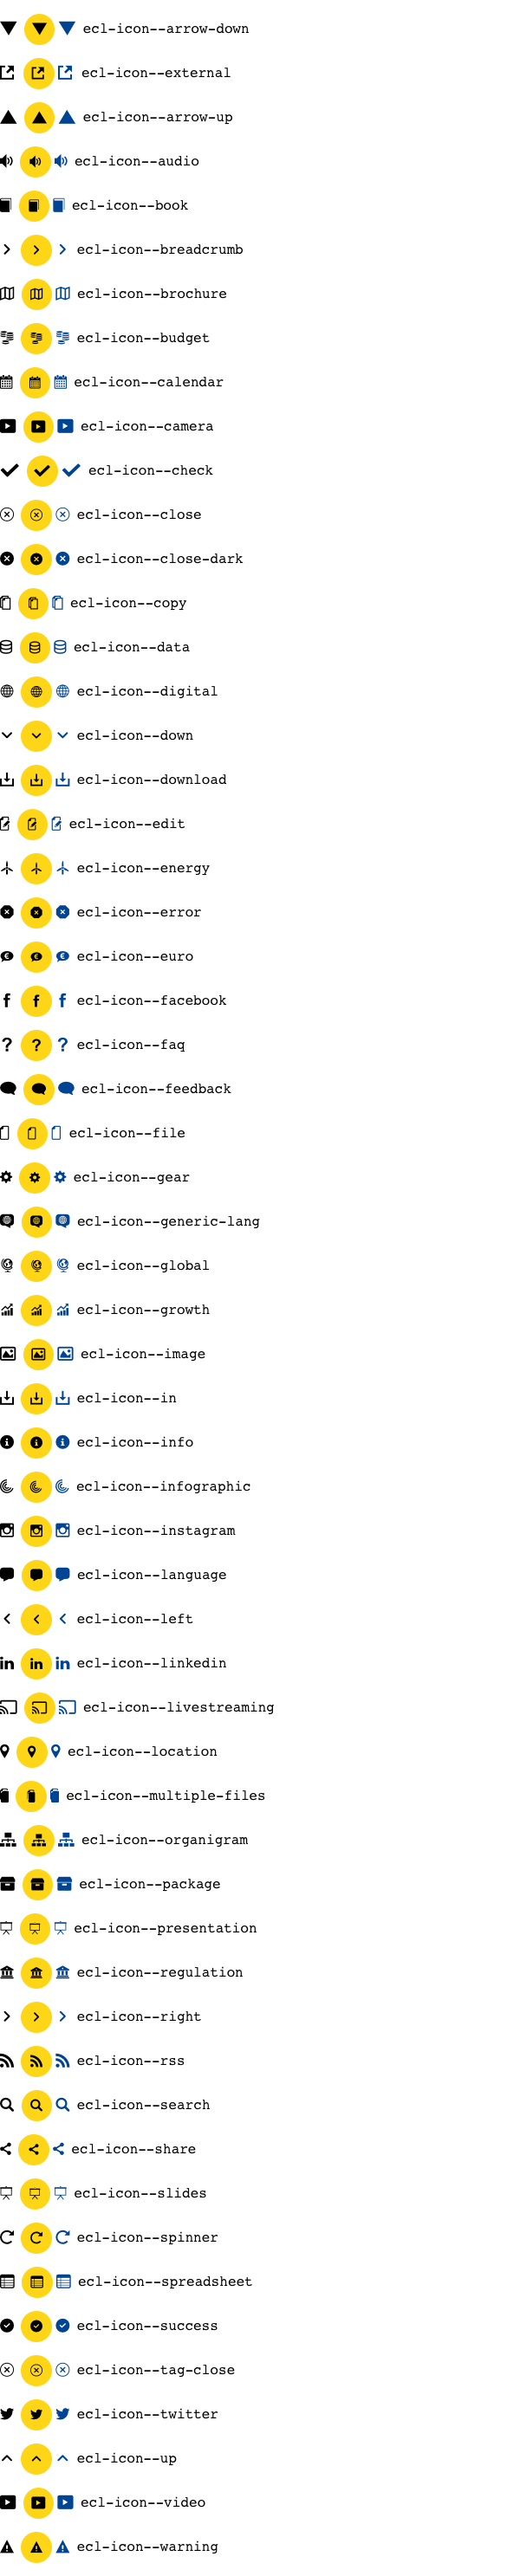 ecl-icon--arrow-down
ecl-icon--external
ecl-icon--arrow-up
ecl-icon--audio
ecl-icon--book
ecl-icon--breadcrumb
ecl-icon--brochure
ecl-icon--budget
ecl-icon--calendar
ecl-icon--camera
ecl-icon--check
ecl-icon--close
ecl-icon--close-dark
ecl-icon--copy
ecl-icon--data
ecl-icon--digital
ecl-icon--down
ecl-icon--download
ecl-icon--edit
ecl-icon--energy
ecl-icon--error
ecl-icon--euro
ecl-icon--facebook
ecl-icon--faq
ecl-icon--feedback
ecl-icon--file
ecl-icon--gear
ecl-icon--generic-lang
ecl-icon--global
ecl-icon--growth
ecl-icon--image
ecl-icon--in
ecl-icon--info
ecl-icon--infographic
ecl-icon--instagram
ecl-icon--language
ecl-icon--left
ecl-icon--linkedin
ecl-icon--livestreaming
ecl-icon--location
ecl-icon--multiple-files
ecl-icon--organigram
ecl-icon--package
ecl-icon--presentation
ecl-icon--regulation
ecl-icon--right
ecl-icon--rss
ecl-icon--search
ecl-icon--share
ecl-icon--slides
ecl-icon--spinner
ecl-icon--spreadsheet
ecl-icon--success
ecl-icon--tag-close
ecl-icon--twitter
ecl-icon--up
ecl-icon--video
ecl-icon--warning